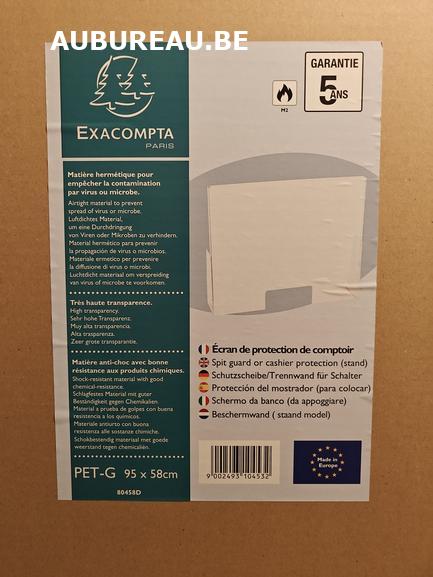 AUBUREAU.BE
GARANTIE
5 ANS
M2
EXACOMPTA
PARIS
Matière hermétique pour
empêcher la contamination
par virus ou microbe.
Airtight material to prevent
spread of virus or microbe.
Luftdichtes Material,
um eine Durchdringung
von Viren oder Mikroben zu verhindern.
Material hermético para prevenir
la propagación de virus o microbios.
Materiale ermetico per prevenire
la diffusione di virus o microbi.
Luchtdicht materiaal om verspreiding
van virus of microbe te voorkomen.
Très haute transparence.
High transparency.
Sehr hohe Transparenz.
Muy alta transparencia.
Alta trasparenza.
Zeer grote transparantie.
Matière anti-choc avec bonne
résistance aux produits chimiques.
Shock-resistant material with good
chemical-resistance.
Schlagfestes Material mit guter
Beständigkeit gegen Chemikalien.
Material a prueba de golpes con buena
resistencia a los químicos.
Materiale antiurto con buona
resistenza alle sostanze chimiche.
Schokbestendig materiaal met goede
weerstand tegen chemicaliën.
PET-G 95 x 58cm
80458D
Écran de protection de comptoir
Spit guard or cashier protection (stand)
Schutzscheibe/Trennwand für Schalter
Protección del mostrador (para colocar)
Schermo da banco (da appoggiare)
Beschermwand ( staand model)
9 002493 104532
Made in
Europe